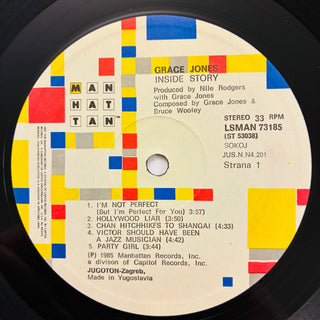 GRACE JONES
INSIDE STORY
Produced by Nile Rodgers
with Grace Jones
Composed by Grace Jones &
Bruce Wooley
MAN
HAT
TAN™
STEREO 33 RPM
LSMAN 73185
(ST 53038)
SOKOJ
JUS.N.N4.201
Strana 1
1. I'M NOT PERFECT
(But I'm Perfect For You) 3:57)
2. HOLLYWOOD LIAR (3:50)
3. CHAN HITCHHIKFS TO SHANGAI (4:33)
4. VICTOR SHOULD HAVE BEEN
A JAZZ MUSICIAN (4:42)
5. PARTY GIRL (3:44)
Ⓟ 1985 Manhattan Records, Inc.,
a divison of Capitol Records, Inc.
JUGOTON-Zagreb,
Made in Yugoslavia